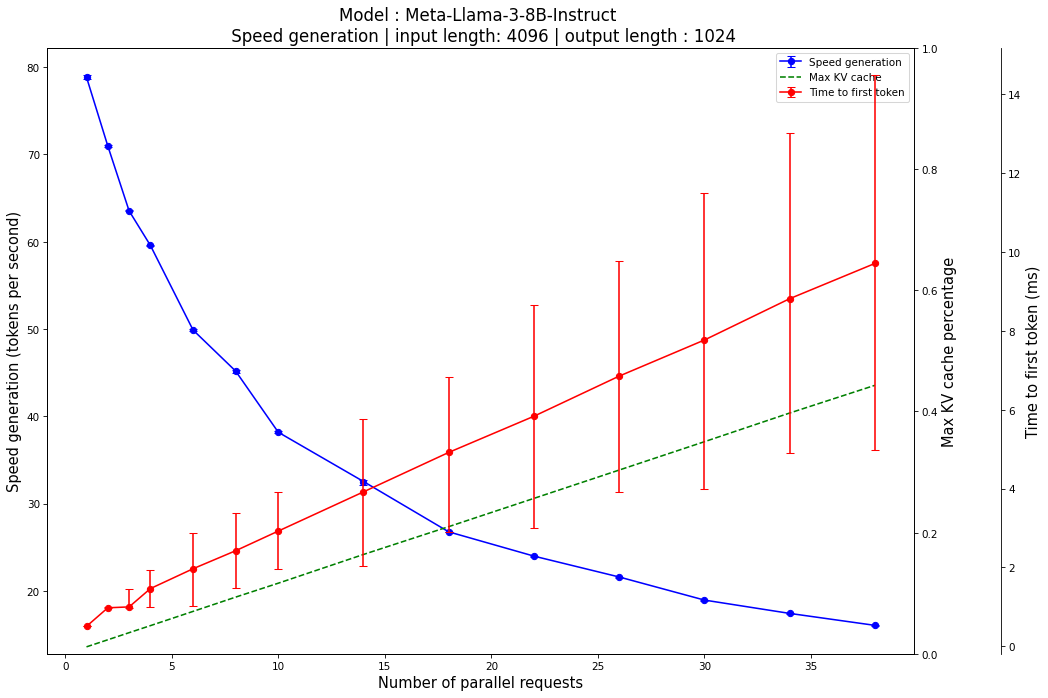 Model : Meta-Llama-3-8B-Instruct
Speed generation | input length: 4096 | output length : 1024
Speed generation
Max KV cache
Time to first token
Speed generation (tokens per second)
80
70
60
50
40
30
20
1.0
0.8
0.6
0.4
0.2
0.0
Max KV cache percentage
14
12
10
8
6
4
2
0
Time to first token (ms)
0 5 10 15 20 25 30 35
Number of parallel requests